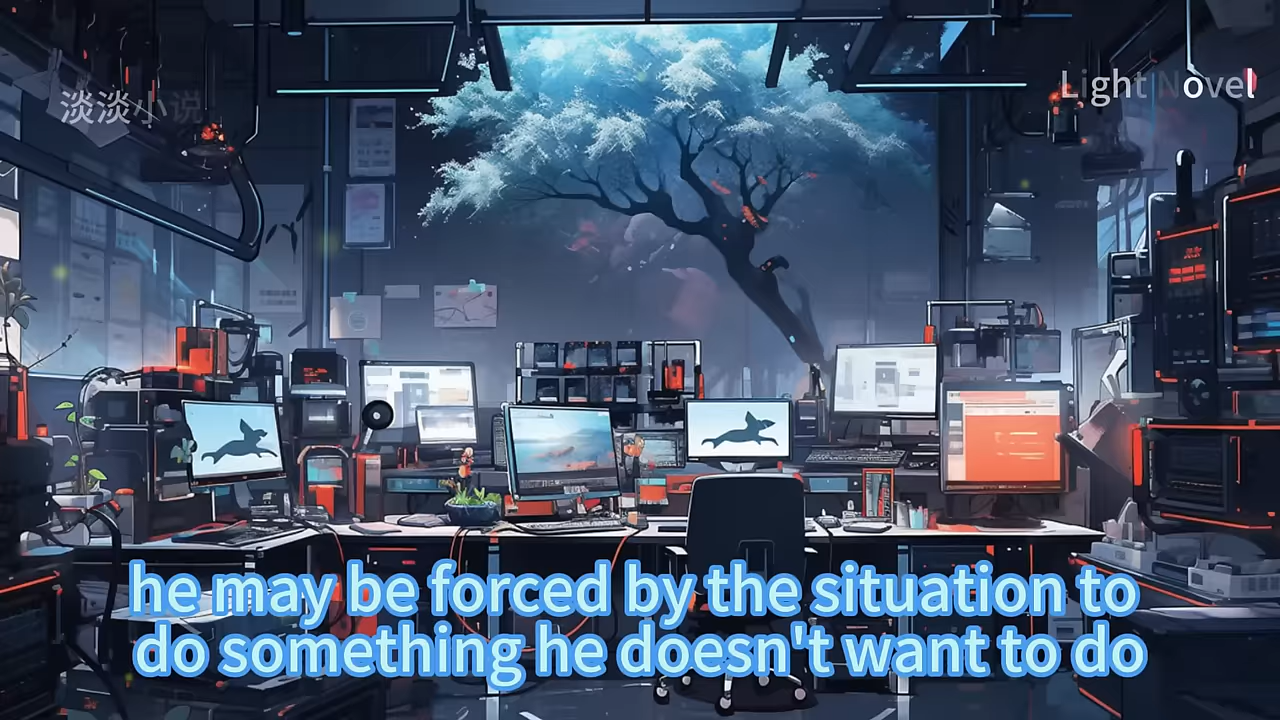 Light Novel
淡淡小说
he may be forced by the situation to
do something he doesn't want to do